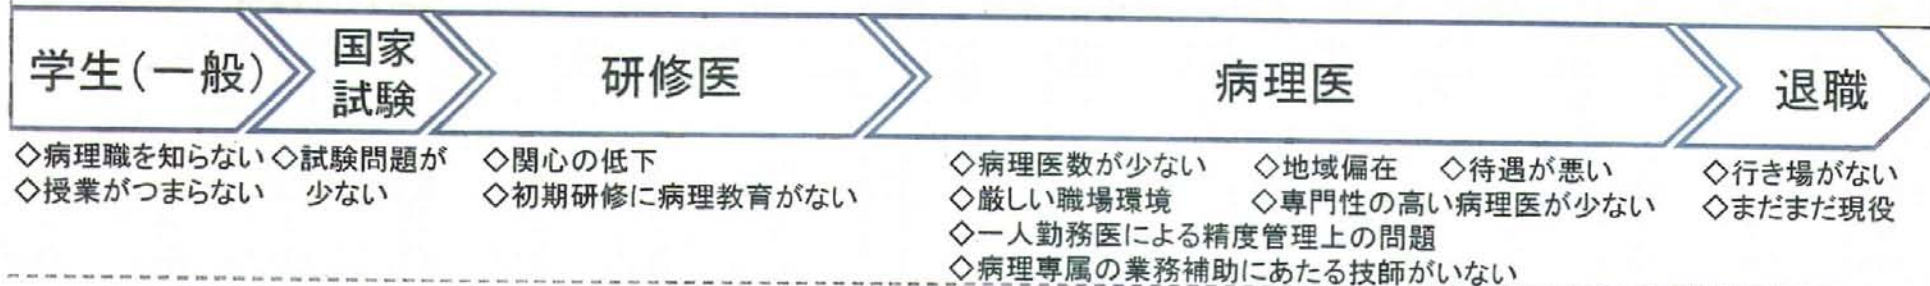 学生(一般)
国家
試験
研修医
病理医
退職
◇病理職を知らない
◇授業がつまらない
◇試験問題が
少ない
◇関心の低下
◇初期研修に病理教育がない
◇病理医数が少ない ◇地域偏在 ◇待遇が悪い
◇厳しい職場環境 ◇専門性の高い病理医が少ない
◇一人勤務医による精度管理上の問題
◇病理専属の業務補助にあたる技師がいない
◇行き場がない
◇まだまだ現役